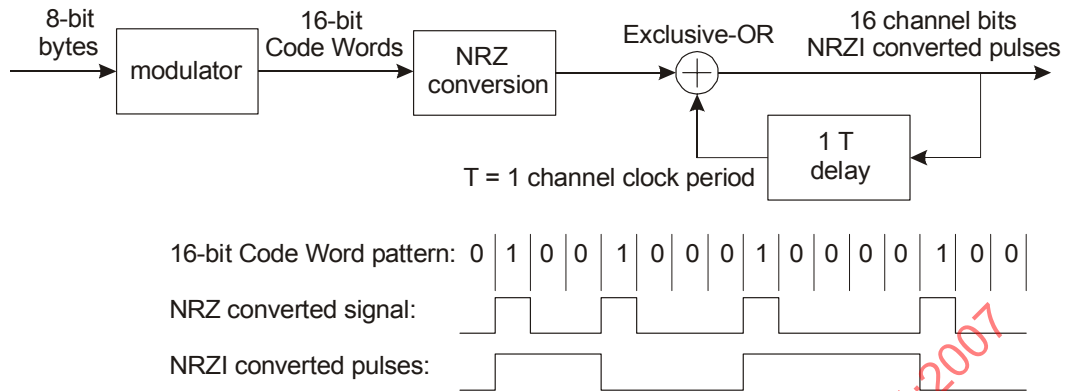 8-bit
bytes
modulator
16-bit
Code Words
NRZ
conversion
Exclusive-OR
16 channel bits
NRZI converted pulses
1 T
delay
T = 1 channel clock period
16-bit Code Word pattern: 0 1 0 0 1 0 0 0 1 0 0 0 0 1 0 0
NRZ converted signal:
NRZI converted pulses:
2007